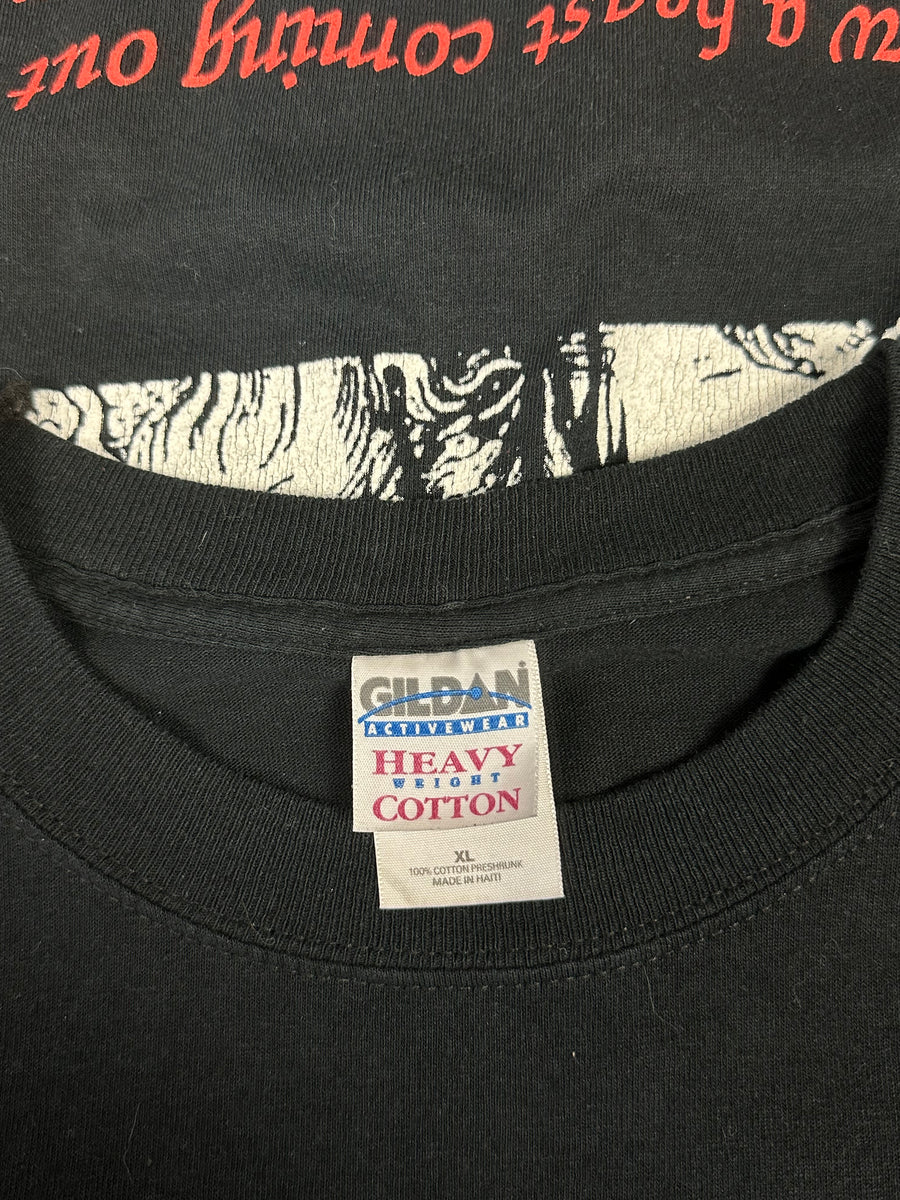 w a beast coming out
GILDAN
ACTIVEWEAR
HEAVY
WEIGHT
COTTON
XL
100% COTTON PRESHRUNK
MADE IN HAITI